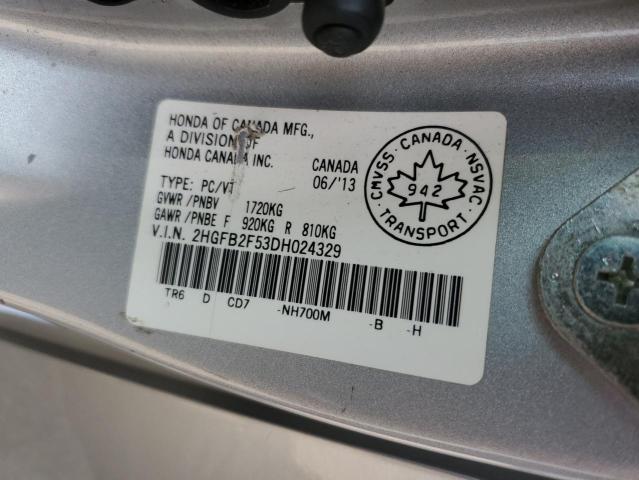 HONDA OF CANADA MFG.,
A DIVISION OF
HONDA CANADA INC.
CANADA
06/'13
TYPE: PC/VT
GVWR /PNBV 1720KG
GAWR /PNBE F 920KG R 810KG
V.I.N. 2HGFB2F53DH024329
TR6 D CD7 -NH700M -B -H
CMVSS · CANADA · NSVAC
942
TRANSPORT